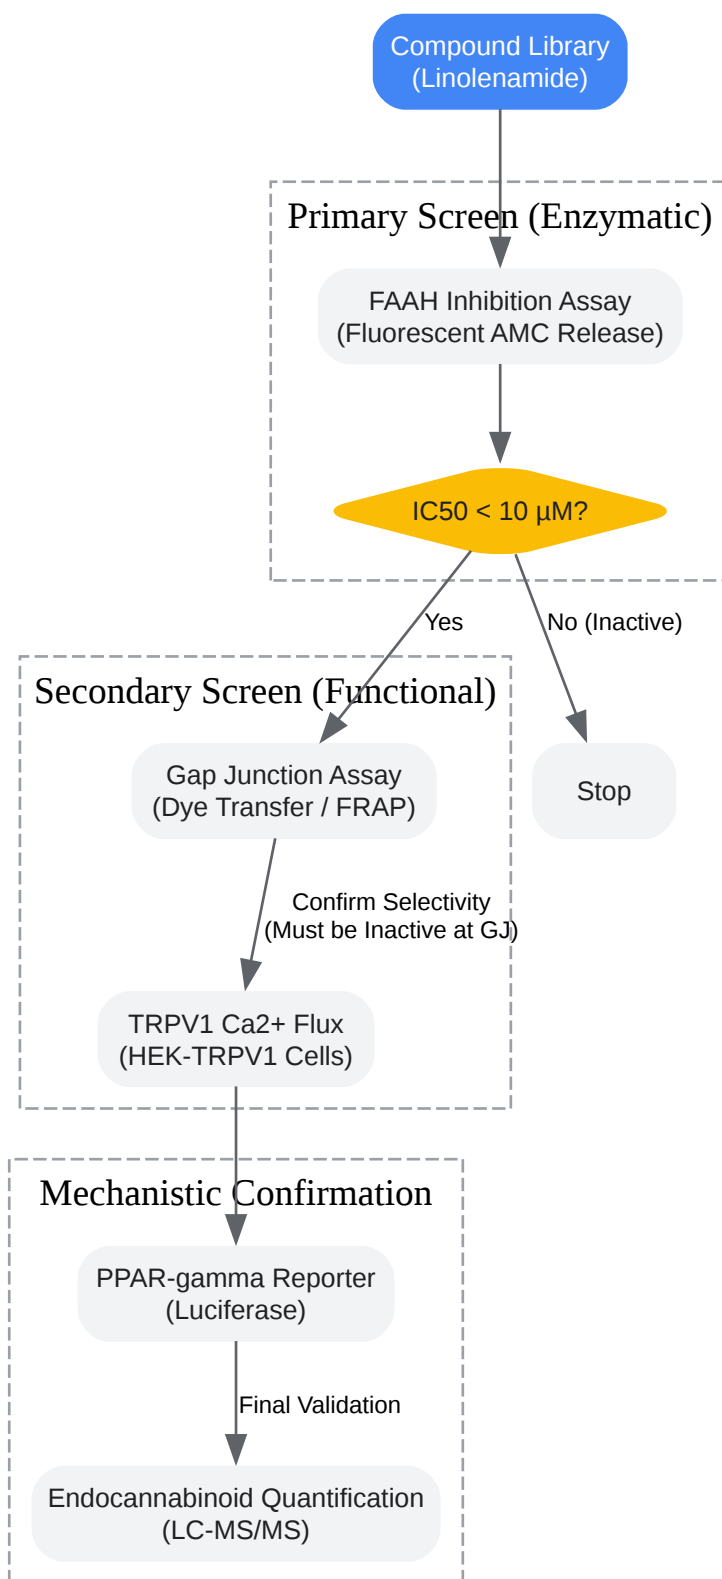 Compound Library
(Linolenamide)
Primary Screen (Enzymatic)
FAAH Inhibition Assay
(Fluorescent AMC Release)
IC50 < 10 µM?
Yes
No (Inactive)
Secondary Screen (Functional)
Gap Junction Assay
(Dye Transfer / FRAP)
Stop
Confirm Selectivity
(Must be Inactive at GJ)
TRPV1 Ca2+ Flux
(HEK-TRPV1 Cells)
Mechanistic Confirmation
PPAR-gamma Reporter
(Luciferase)
Final Validation
Endocannabinoid Quantification
(LC-MS/MS)